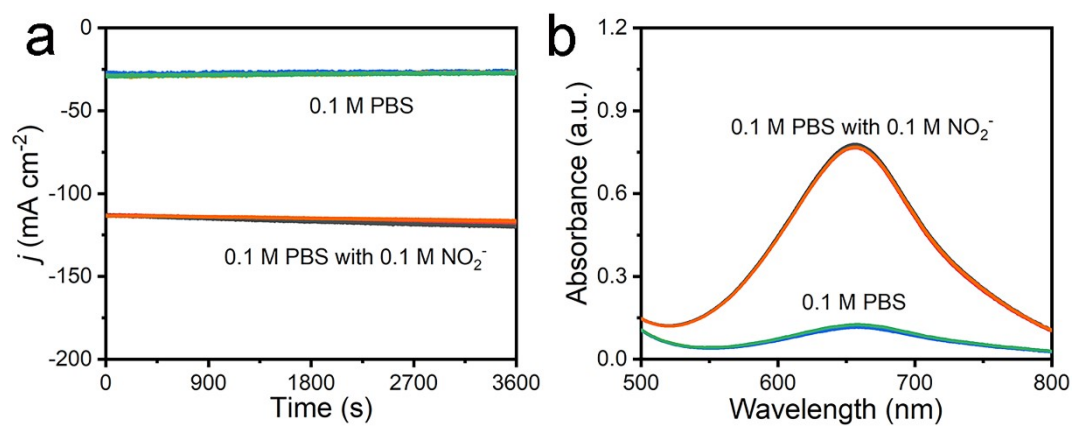 a
0
-50
-100
-150
-200
j (mA cm⁻²)
0.1 M PBS
0.1 M PBS with 0.1 M NO₂⁻
0 900 1800 2700 3600
Time (s)
b
1.2
0.9
0.6
0.3
0.0
Absorbance (a.u.)
0.1 M PBS with 0.1 M NO₂⁻
0.1 M PBS
500 600 700 800
Wavelength (nm)